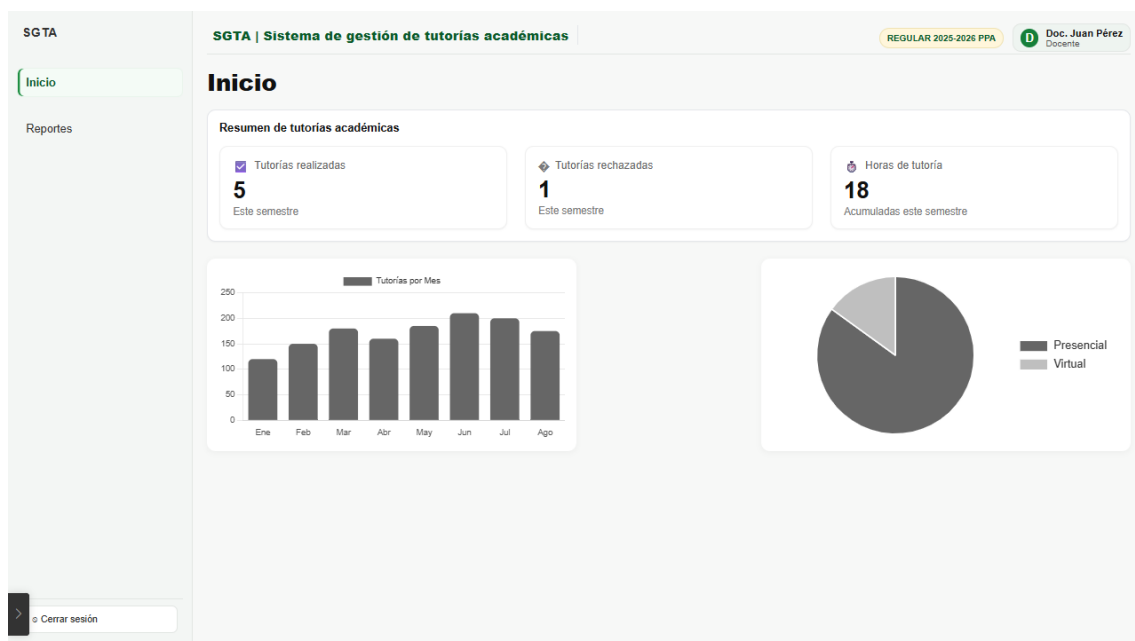 SGTA
SGTA | Sistema de gestión de tutorías académicas
REGULAR 2025-2026 PPA
D
Doc. Juan Pérez
Docente
Inicio
Reportes
Inicio
Resumen de tutorías académicas
Tutorías realizadas
5
Este semestre
Tutorías rechazadas
1
Este semestre
Horas de tutoría
18
Acumuladas este semestre
Tutorías por Mes
250
200
150
100
50
0
Ene Feb Mar Abr May Jun Jul Ago
Presencial
Virtual
Cerrar sesión